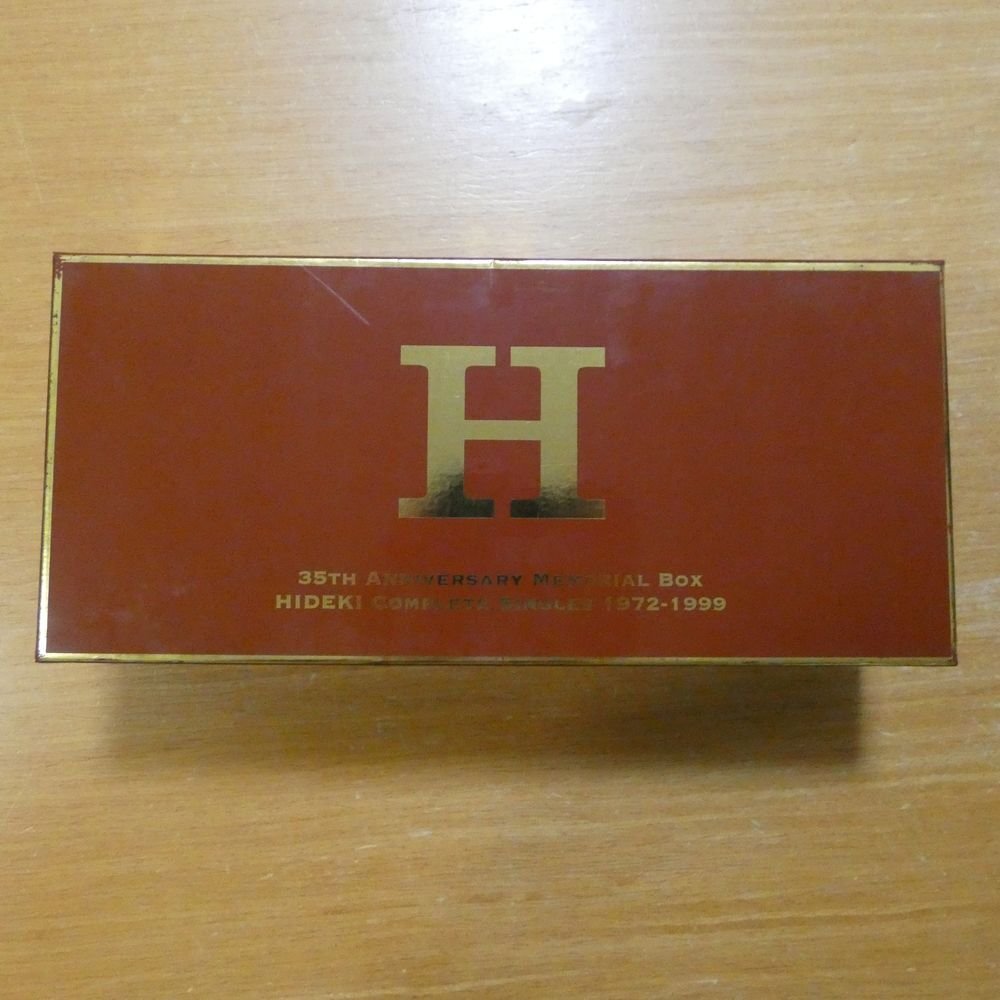 H
35TH ANNIVERSARY MEMORIAL BOX
HIDEKI COMPLETE SINGLES 1972-1999